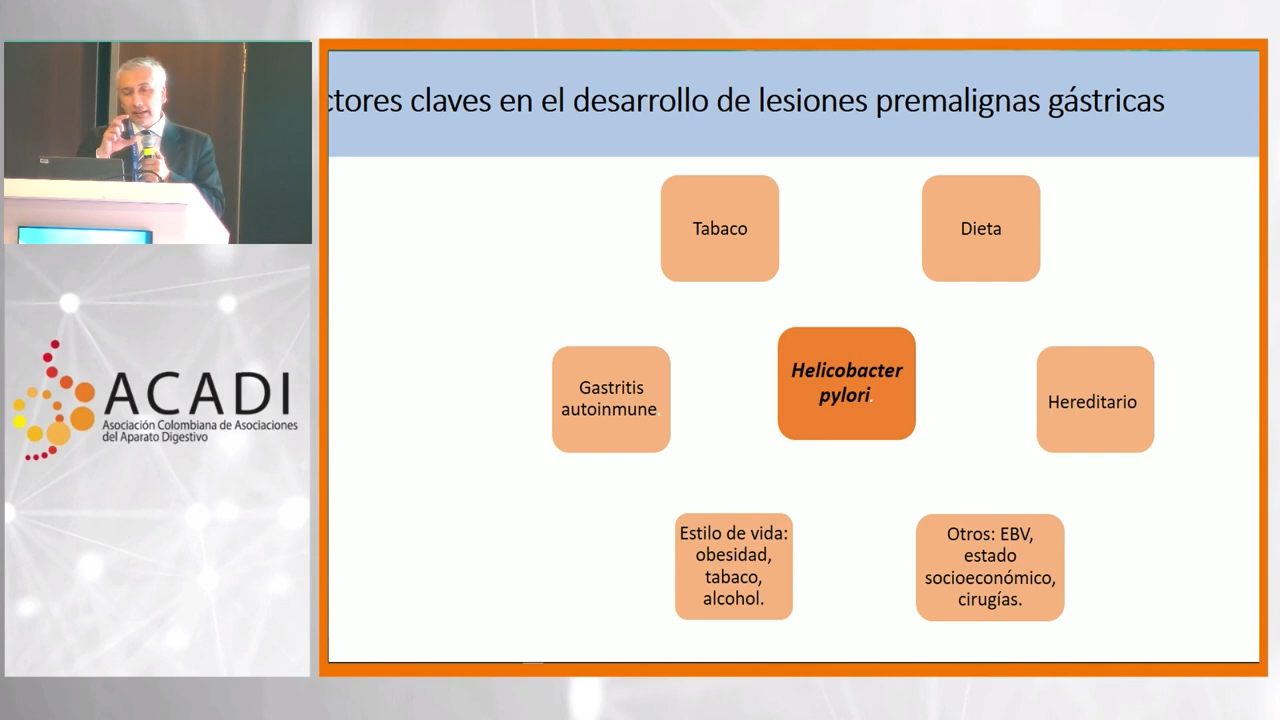 ctores claves en el desarrollo de lesiones premalignas gástricas
Tabaco
Dieta
Gastritis
autoinmune.
Helicobacter
pylori.
Hereditario
Estilo de vida:
obesidad,
tabaco,
alcohol.
Otros: EBV,
estado
socioeconómico,
cirugías.
ACADI
Asociación Colombiana de Asociaciones
del Aparato Digestivo